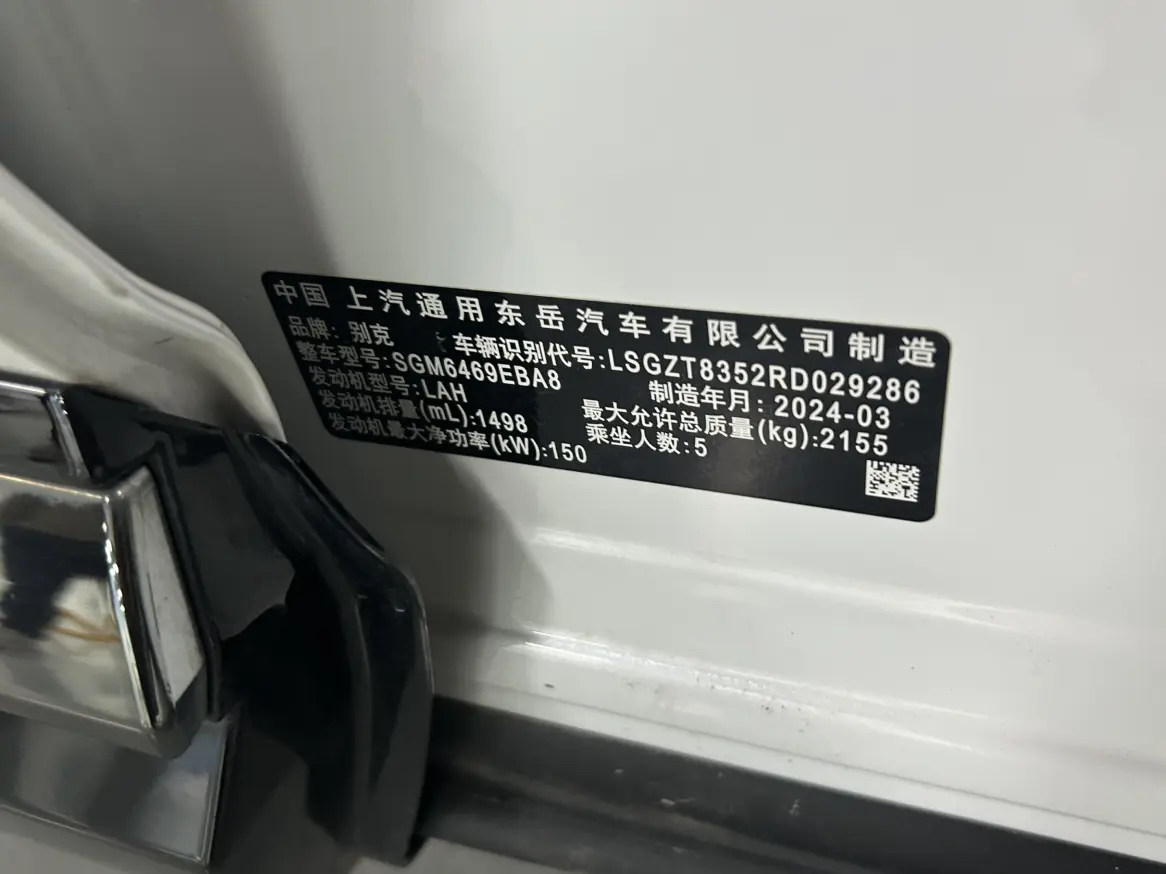 中国 上汽通用东岳汽车有限公司制造
品牌: 别克 车辆识别代号:LSGZT8352RD029286
整车型号:SGM6469EBA8 制造年月: 2024-03
发动机型号:LAH 最大允许总质量(kg):2155
发动机排量(mL):1498 乘坐人数:5
发动机最大净功率(kW):150